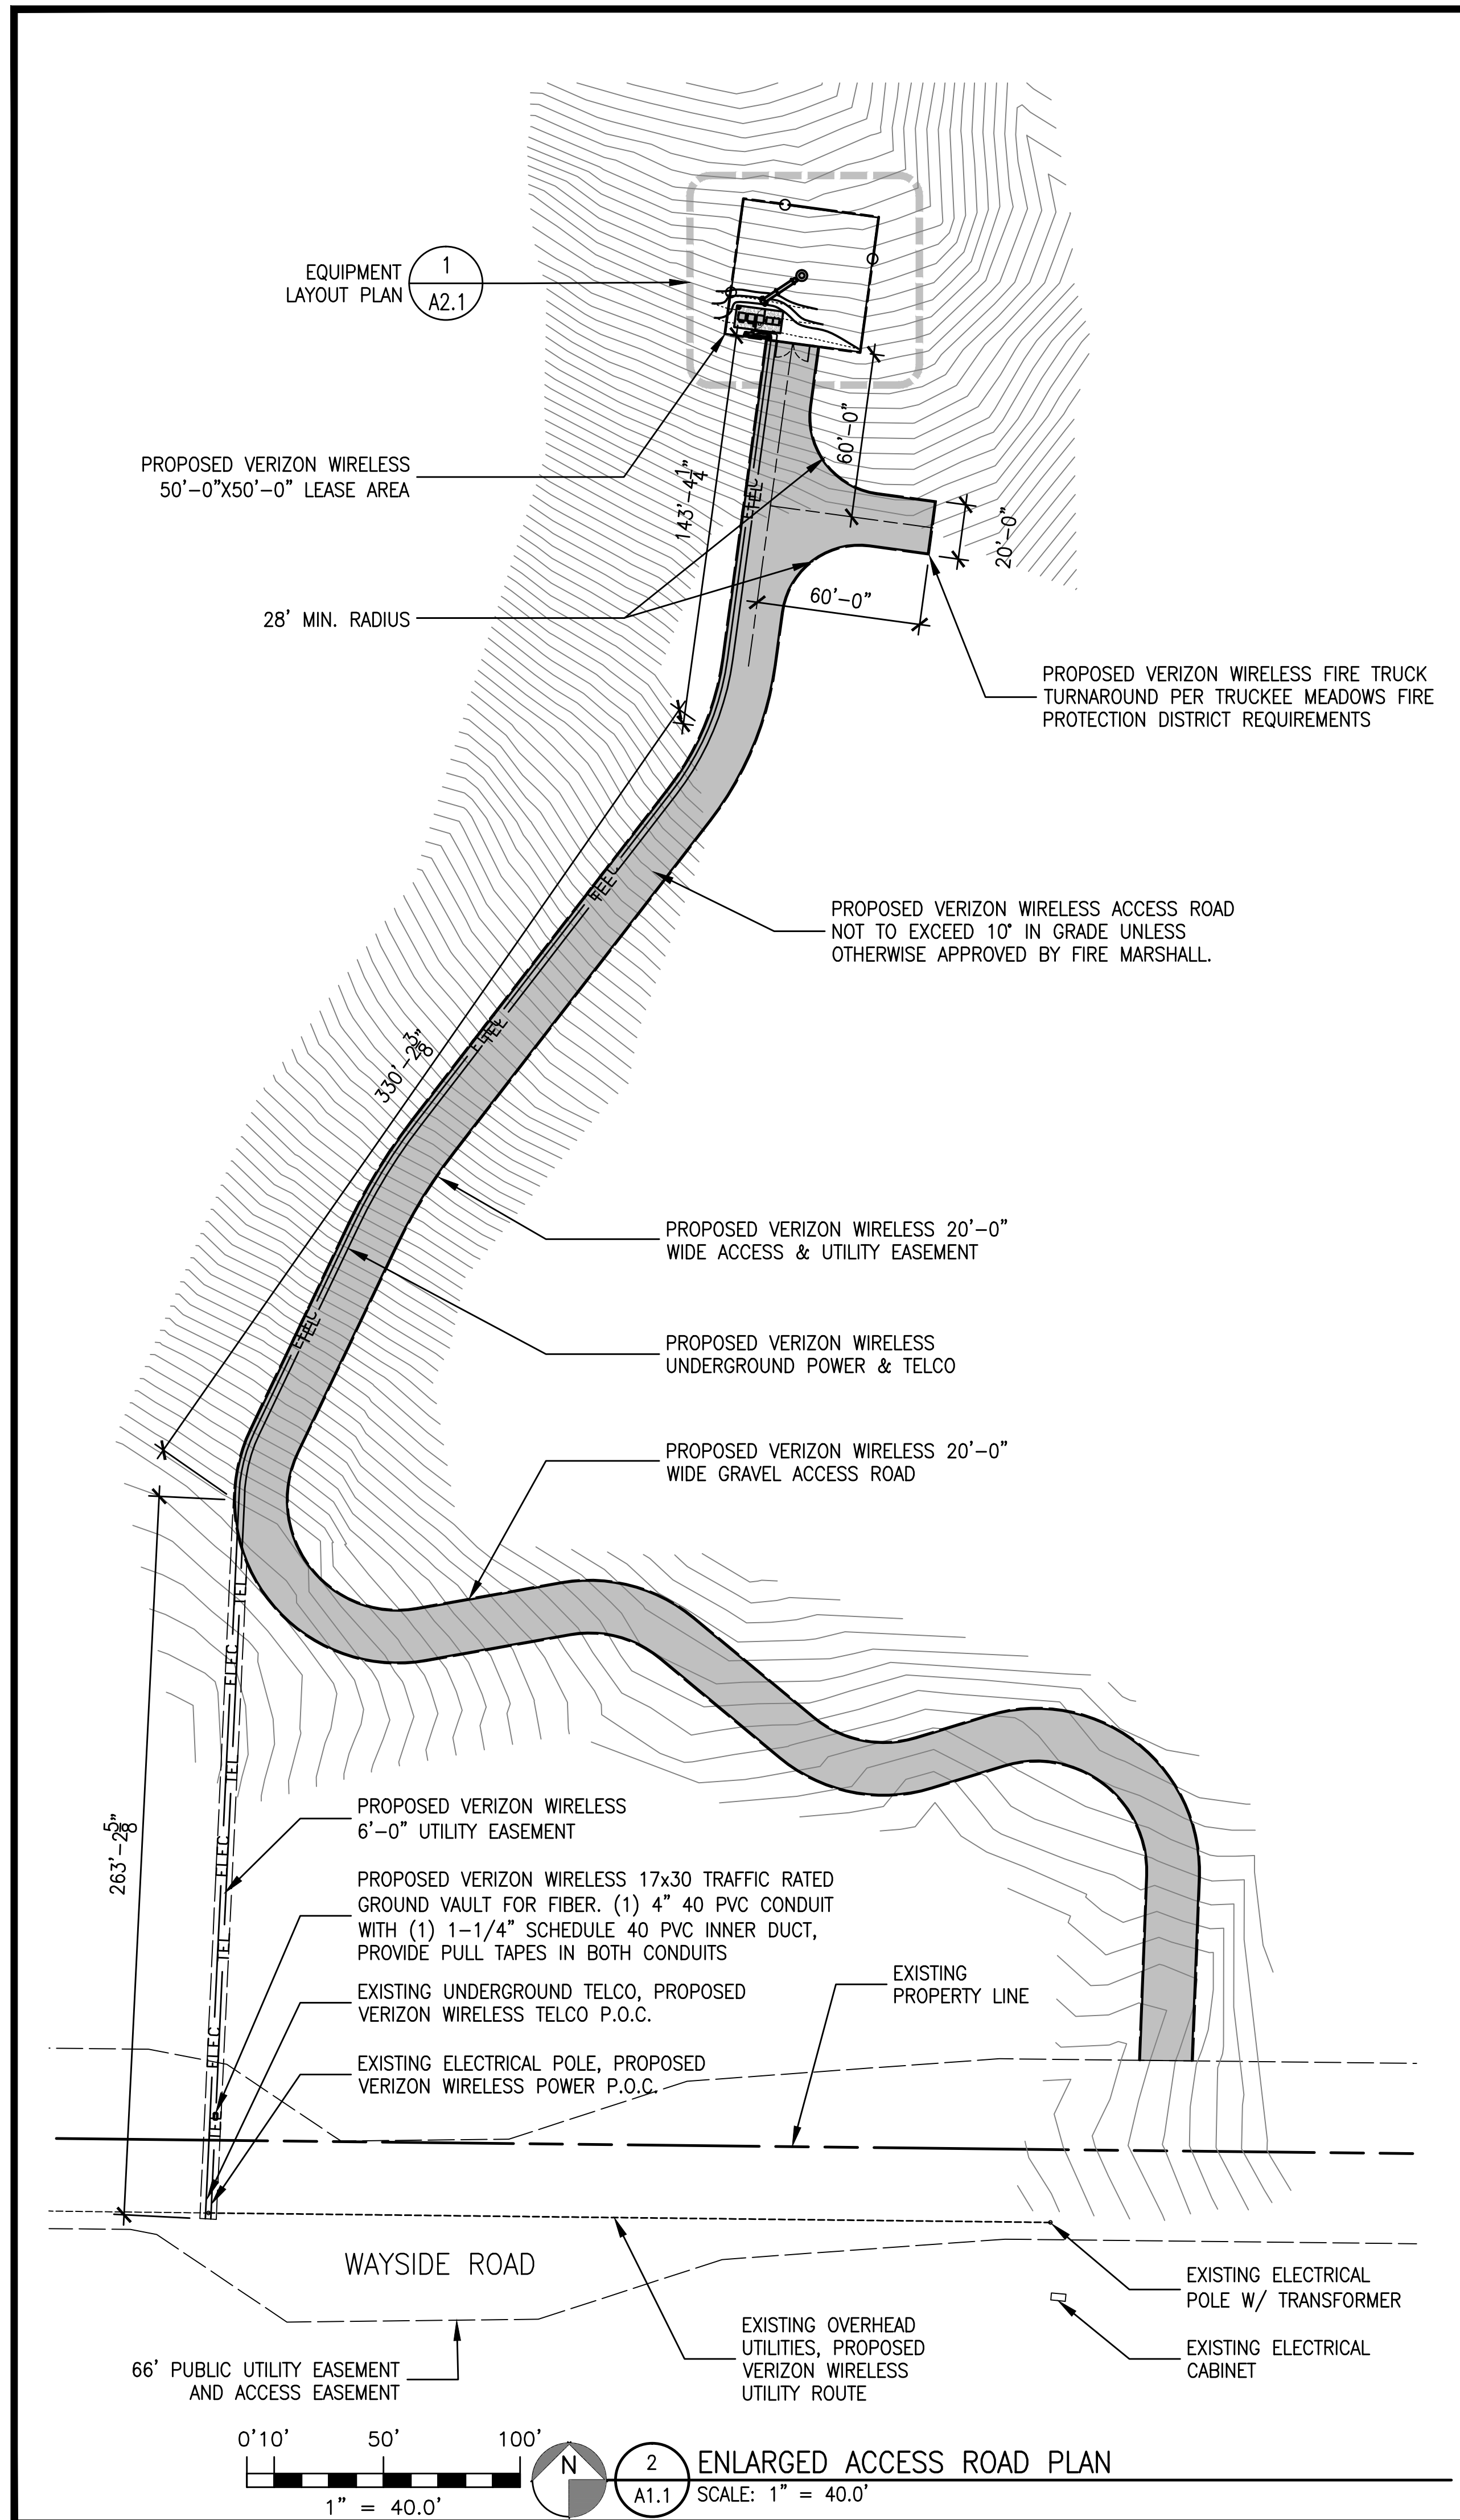 EQUIPMENT
LAYOUT PLAN
1
A2.1
PROPOSED VERIZON WIRELESS
50'-0"X50'-0" LEASE AREA
60'-0"
143'-4 1/4"
20'-0"
28' MIN. RADIUS
60'-0"
PROPOSED VERIZON WIRELESS FIRE TRUCK
TURNAROUND PER TRUCKEE MEADOWS FIRE
PROTECTION DISTRICT REQUIREMENTS
PROPOSED VERIZON WIRELESS ACCESS ROAD
NOT TO EXCEED 10° IN GRADE UNLESS
OTHERWISE APPROVED BY FIRE MARSHALL.
330'-2 3/8"
PROPOSED VERIZON WIRELESS 20'-0"
WIDE ACCESS & UTILITY EASEMENT
PROPOSED VERIZON WIRELESS
UNDERGROUND POWER & TELCO
PROPOSED VERIZON WIRELESS 20'-0"
WIDE GRAVEL ACCESS ROAD
TEL
ELEC
TEL
ELEC
TEL
ELEC
TEL
263'-2 5/8"
PROPOSED VERIZON WIRELESS
6'-0" UTILITY EASEMENT
PROPOSED VERIZON WIRELESS 17x30 TRAFFIC RATED
GROUND VAULT FOR FIBER. (1) 4" 40 PVC CONDUIT
WITH (1) 1-1/4" SCHEDULE 40 PVC INNER DUCT,
PROVIDE PULL TAPES IN BOTH CONDUITS
EXISTING UNDERGROUND TELCO, PROPOSED
VERIZON WIRELESS TELCO P.O.C.
EXISTING ELECTRICAL POLE, PROPOSED
VERIZON WIRELESS POWER P.O.C.
EXISTING
PROPERTY LINE
WAYSIDE ROAD
EXISTING ELECTRICAL
POLE W/ TRANSFORMER
EXISTING OVERHEAD
UTILITIES, PROPOSED
VERIZON WIRELESS
UTILITY ROUTE
EXISTING ELECTRICAL
CABINET
66' PUBLIC UTILITY EASEMENT
AND ACCESS EASEMENT
0'10' 50' 100'
1" = 40.0'
N
2
A1.1
ENLARGED ACCESS ROAD PLAN
SCALE: 1" = 40.0'